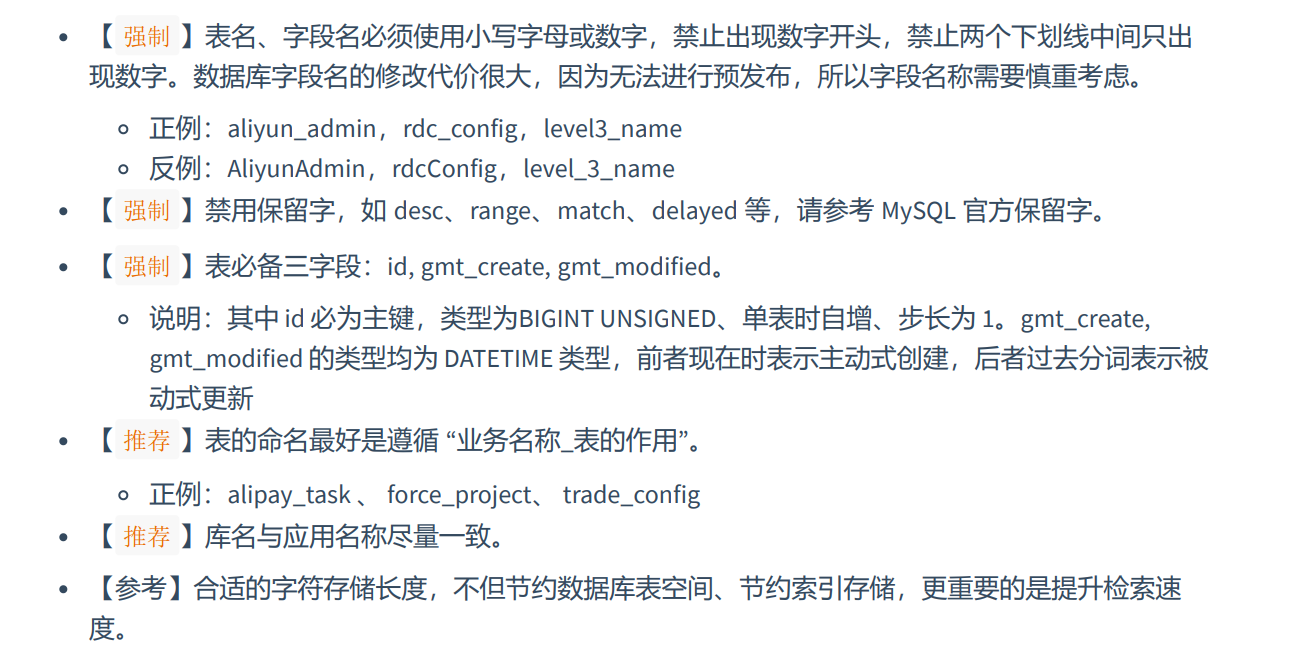 【强制】表名、字段名必须使用小写字母或数字，禁止出现数字开头，禁止两个下划线中间只出
现数字。数据库字段名的修改代价很大，因为无法进行预发布，所以字段名称需要慎重考虑。
正例：aliyun_admin，rdc_config，level3_name
反例：AliyunAdmin，rdcConfig，level_3_name
【强制】禁用保留字，如 desc、range、match、delayed 等，请参考 MySQL 官方保留字。
【强制】表必备三字段：id, gmt_create, gmt_modified。
说明：其中 id 必为主键，类型为BIGINT UNSIGNED、单表时自增、步长为 1。gmt_create,
gmt_modified 的类型均为 DATETIME 类型，前者现在时表示主动式创建，后者过去分词表示被
动式更新
【推荐】表的命名最好是遵循 “业务名称_表的作用”。
正例：alipay_task 、 force_project、 trade_config
【推荐】库名与应用名称尽量一致。
【参考】合适的字符存储长度，不但节约数据库表空间、节约索引存储，更重要的是提升检索速
度。